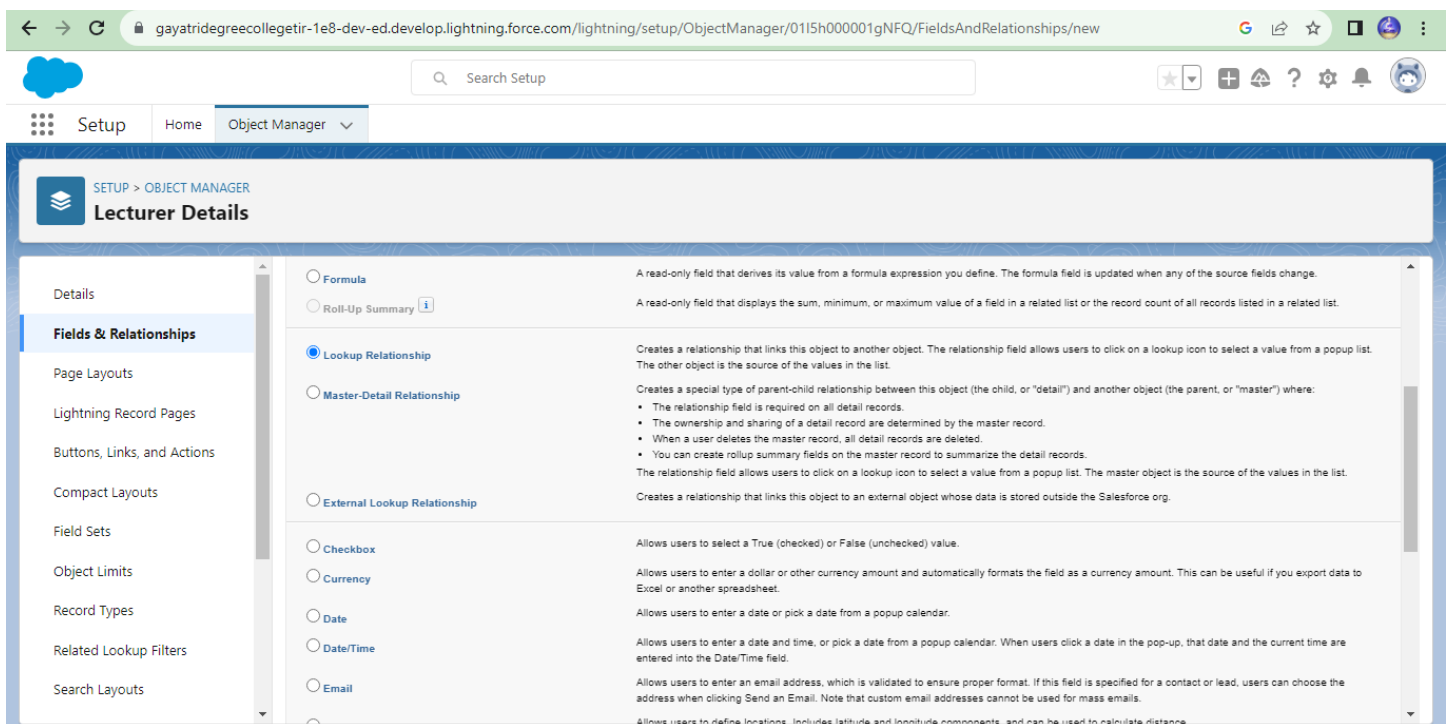 gayatridegreecollegetir-1e8-dev-ed.develop.lightning.force.com/lightning/setup/ObjectManager/01I5h000001gNFQ/FieldsAndRelationships/new
Search Setup
Setup
Home
Object Manager
SETUP > OBJECT MANAGER
Lecturer Details
Details
Fields & Relationships
Page Layouts
Lightning Record Pages
Buttons, Links, and Actions
Compact Layouts
Field Sets
Object Limits
Record Types
Related Lookup Filters
Search Layouts
Formula
A read-only field that derives its value from a formula expression you define. The formula field is updated when any of the source fields change.
Roll-Up Summary i
A read-only field that displays the sum, minimum, or maximum value of a field in a related list or the record count of all records listed in a related list.
Lookup Relationship
Creates a relationship that links this object to another object. The relationship field allows users to click on a lookup icon to select a value from a popup list.
The other object is the source of the values in the list.
Master-Detail Relationship
Creates a special type of parent-child relationship between this object (the child, or "detail") and another object (the parent, or "master") where:
• The relationship field is required on all detail records.
• The ownership and sharing of a detail record are determined by the master record.
• When a user deletes the master record, all detail records are deleted.
• You can create rollup summary fields on the master record to summarize the detail records.
The relationship field allows users to click on a lookup icon to select a value from a popup list. The master object is the source of the values in the list.
External Lookup Relationship
Creates a relationship that links this object to an external object whose data is stored outside the Salesforce org.
Checkbox
Allows users to select a True (checked) or False (unchecked) value.
Currency
Allows users to enter a dollar or other currency amount and automatically formats the field as a currency amount. This can be useful if you export data to
Excel or another spreadsheet.
Date
Allows users to enter a date or pick a date from a popup calendar.
Date/Time
Allows users to enter a date and time, or pick a date from a popup calendar. When users click a date in the pop-up, that date and the current time are
entered into the Date/Time field.
Email
Allows users to enter an email address, which is validated to ensure proper format. If this field is specified for a contact or lead, users can choose the
address when clicking Send an Email. Note that custom email addresses cannot be used for mass emails.
Allows users to define locations. Includes latitude and longitude components, and can be used to calculate distance.